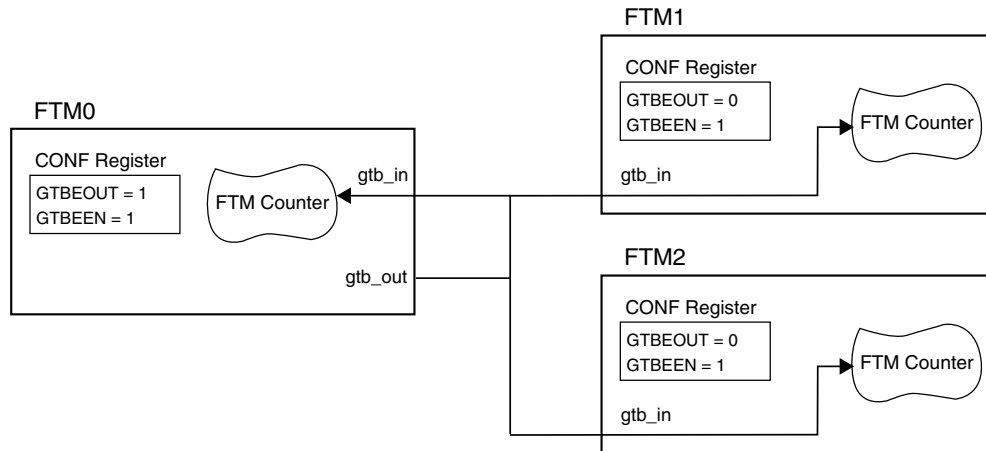 FTM0
CONF Register
GTBEOUT = 1
GTBEEN = 1
FTM Counter
gtb_in
gtb_out
FTM1
CONF Register
GTBEOUT = 0
GTBEEN = 1
FTM Counter
gtb_in
FTM2
CONF Register
GTBEOUT = 0
GTBEEN = 1
FTM Counter
gtb_in